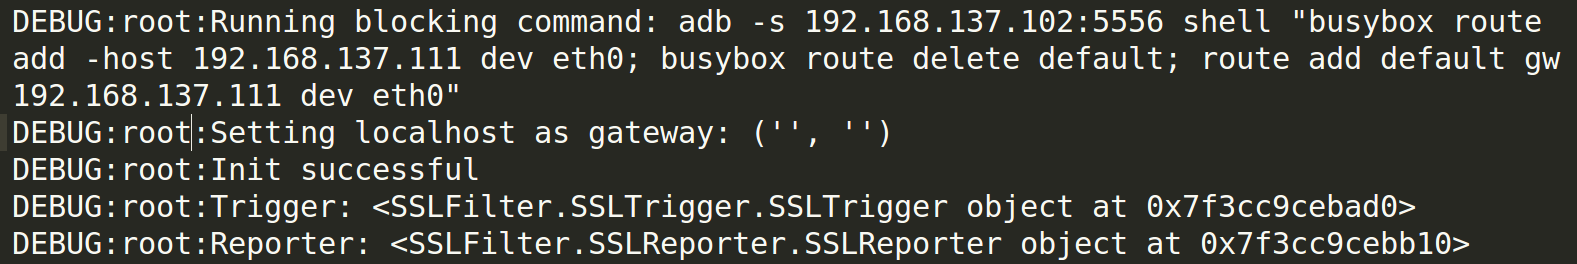 DEBUG:root:Running blocking command: adb -s 192.168.137.102:5556 shell "busybox route
add -host 192.168.137.111 dev eth0; busybox route delete default; route add default gw
192.168.137.111 dev eth0"
DEBUG:root:Setting localhost as gateway: ('', '')
DEBUG:root:Init successful
DEBUG:root:Trigger: <SSLFilter.SSLTrigger.SSLTrigger object at 0x7f3cc9cebad0>
DEBUG:root:Reporter: <SSLFilter.SSLReporter.SSLReporter object at 0x7f3cc9cebb10>